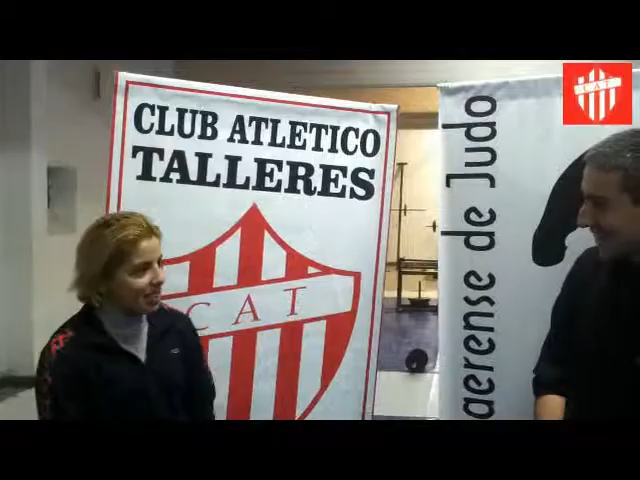 CLUB ATLETICO
TALLERES
CAT
aerense de Judo
CAT